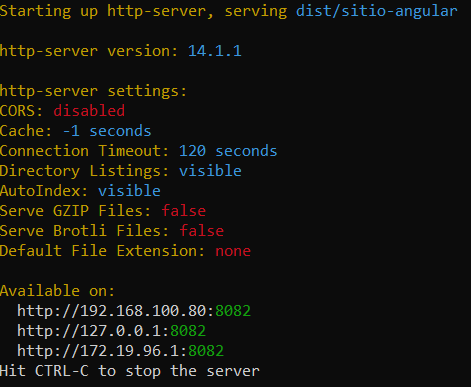 Starting up http-server, serving dist/sitio-angular
http-server version: 14.1.1
http-server settings:
CORS: disabled
Cache: -1 seconds
Connection Timeout: 120 seconds
Directory Listings: visible
AutoIndex: visible
Serve GZIP Files: false
Serve Brotli Files: false
Default File Extension: none
Available on:
http://192.168.100.80:8082
http://127.0.0.1:8082
http://172.19.96.1:8082
Hit CTRL-C to stop the server